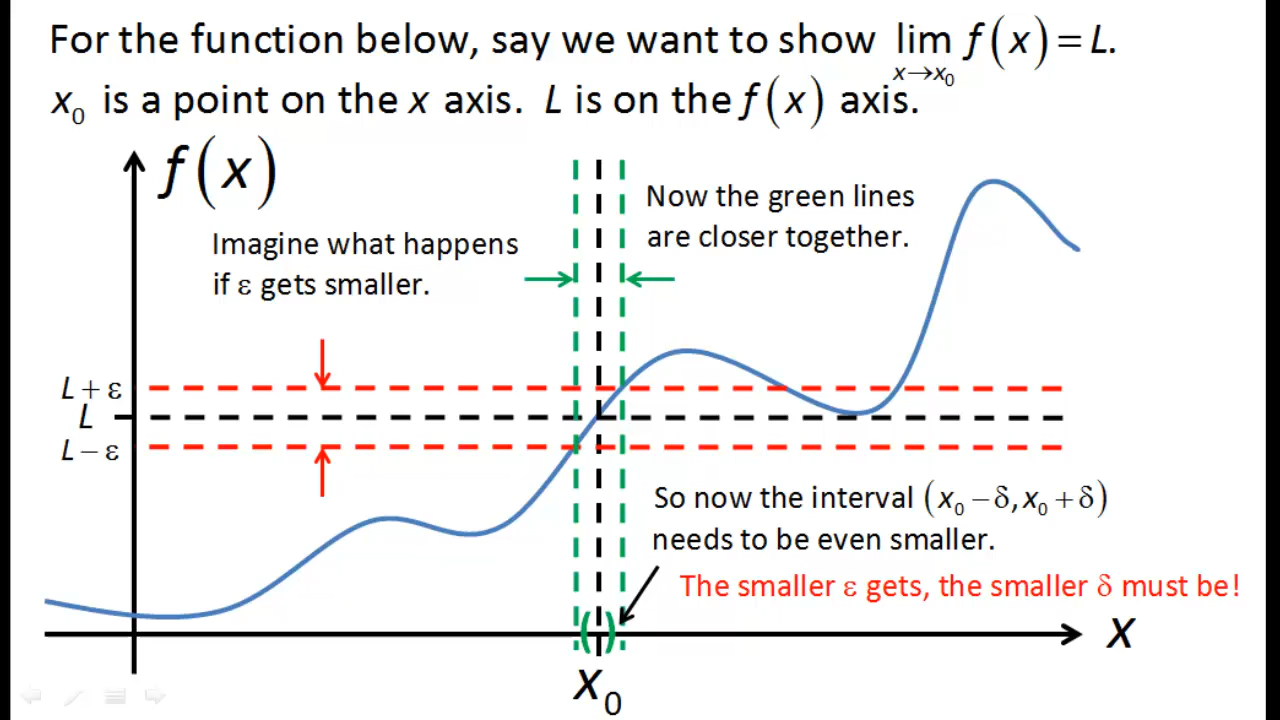 For the function below, say we want to show lim f(x) = L.
x→x₀
x₀ is a point on the x axis. L is on the f(x) axis.
f(x)
Now the green lines
are closer together.
Imagine what happens
if ε gets smaller.
L + ε
L
L − ε
So now the interval (x₀ − δ, x₀ + δ)
needs to be even smaller.
The smaller ε gets, the smaller δ must be!
( )
x
x₀